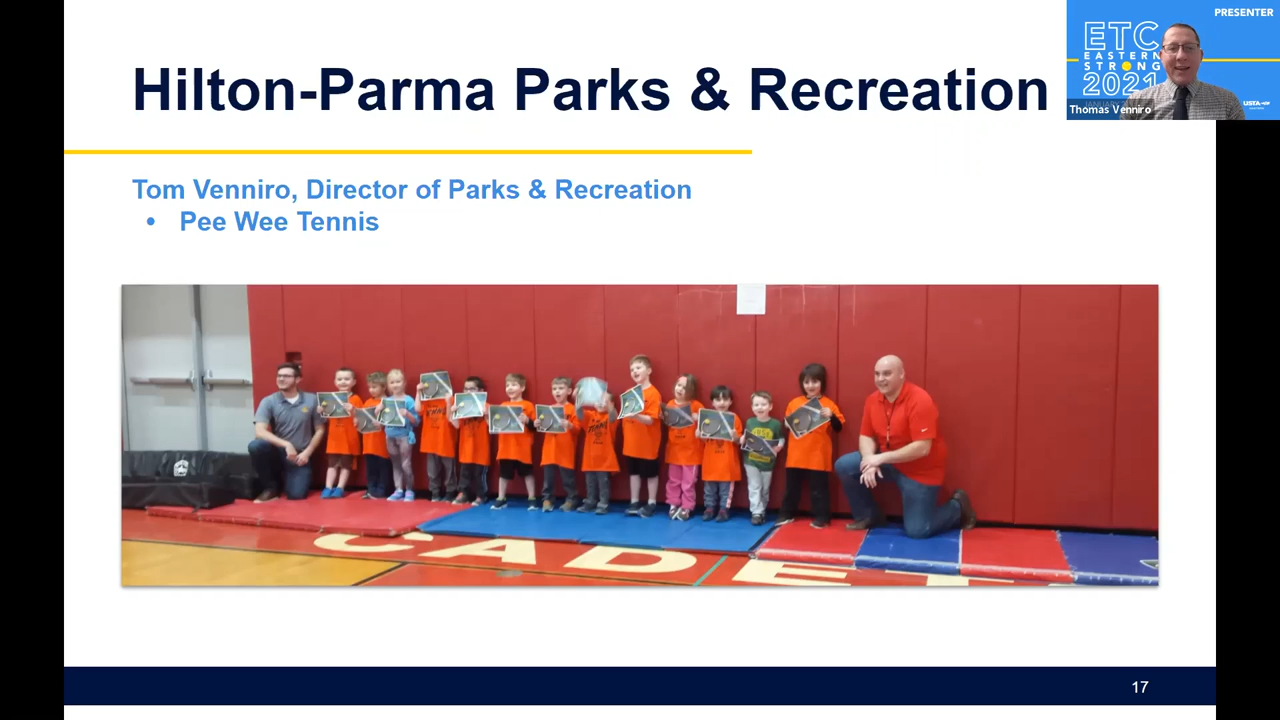 Hilton-Parma Parks & Recreation
Tom Venniro, Director of Parks & Recreation
• Pee Wee Tennis
PRESENTER
ETC
EASTERN
STRONG
2021
Thomas Venniro
USTA
CADET
17